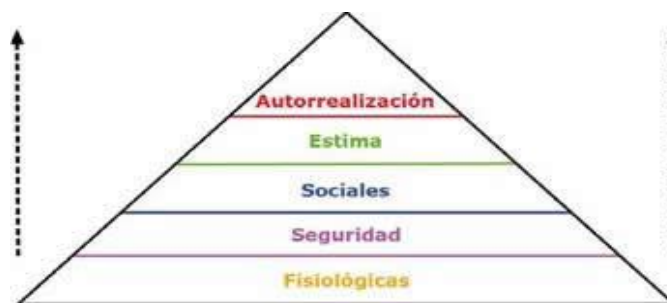 Autorrealización
Estima
Sociales
Seguridad
Fisiológicas